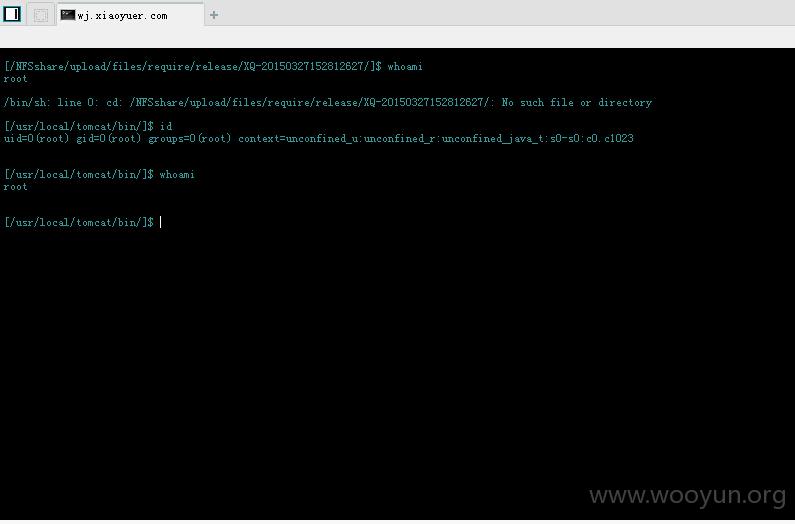 wj.xiaoyuer.com
[/NFSshare/upload/files/require/release/XQ-20150327152812627/]$ whoami
root
/bin/sh: line 0: cd: /NFSshare/upload/files/require/release/XQ-20150327152812627/: No such file or directory
[/usr/local/tomcat/bin/]$ id
uid=0(root) gid=0(root) groups=0(root) context=unconfined_u:unconfined_r:unconfined_java_t:s0-s0:c0.c1023
[/usr/local/tomcat/bin/]$ whoami
root
[/usr/local/tomcat/bin/]$
www.wooyun.org